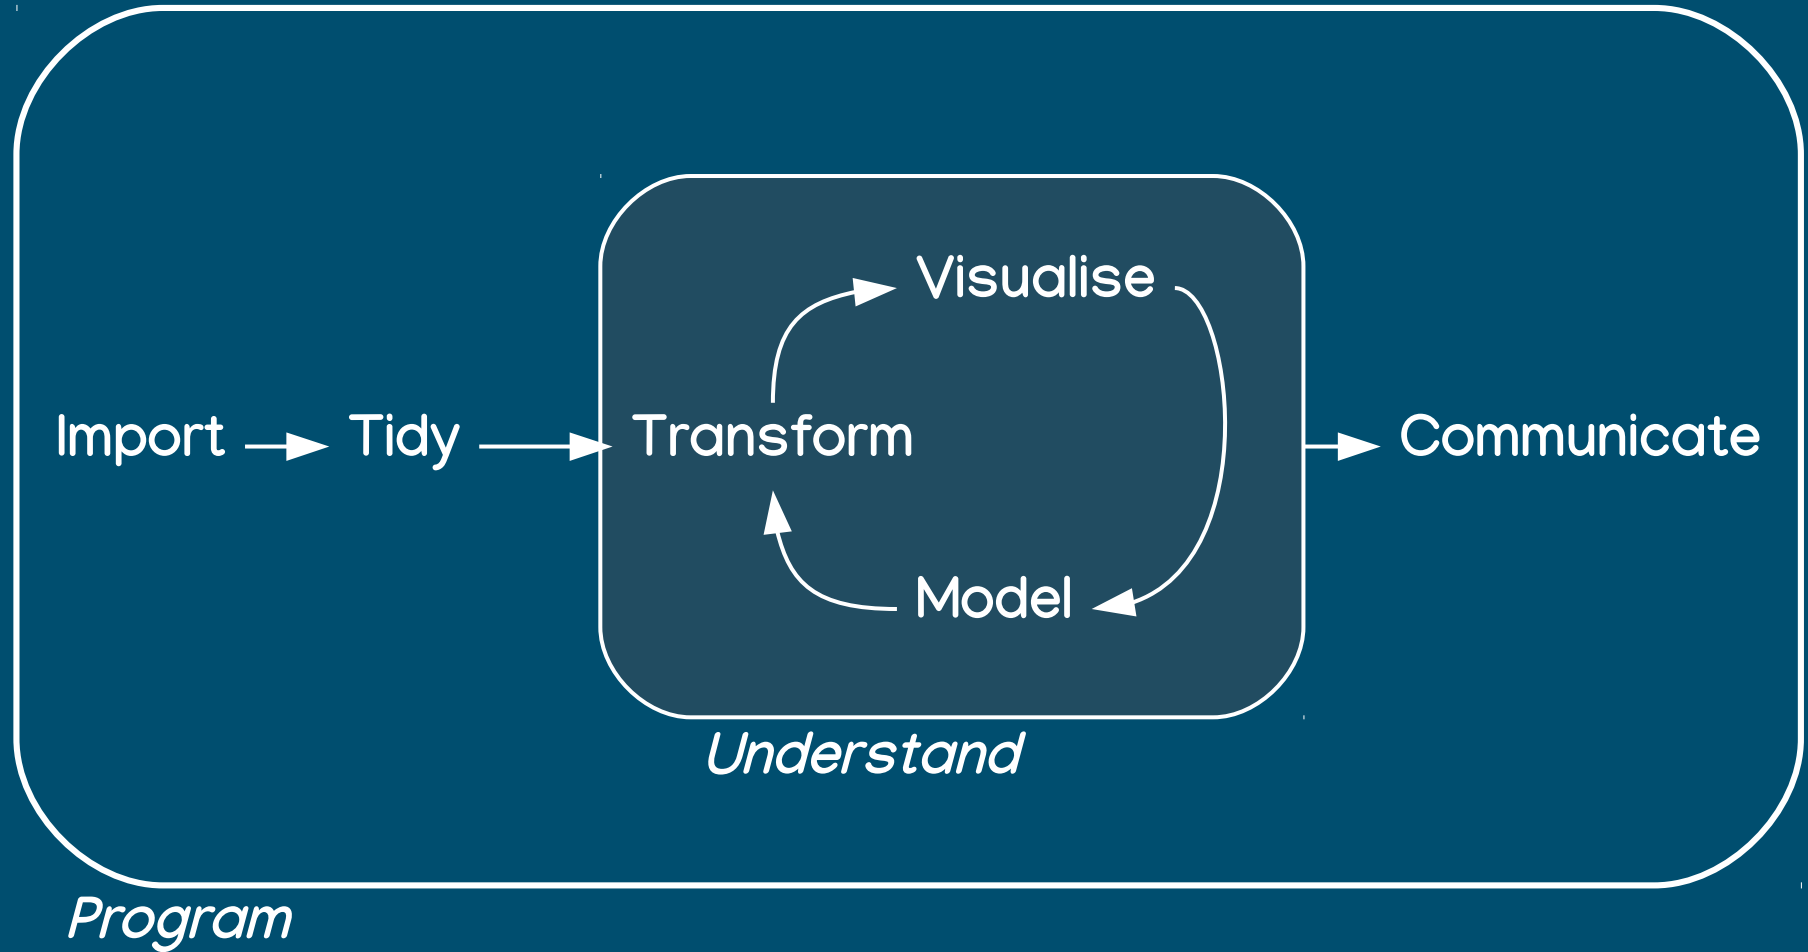 Visualise
Import
Tidy
Transform
Communicate
Model
Understand
Program